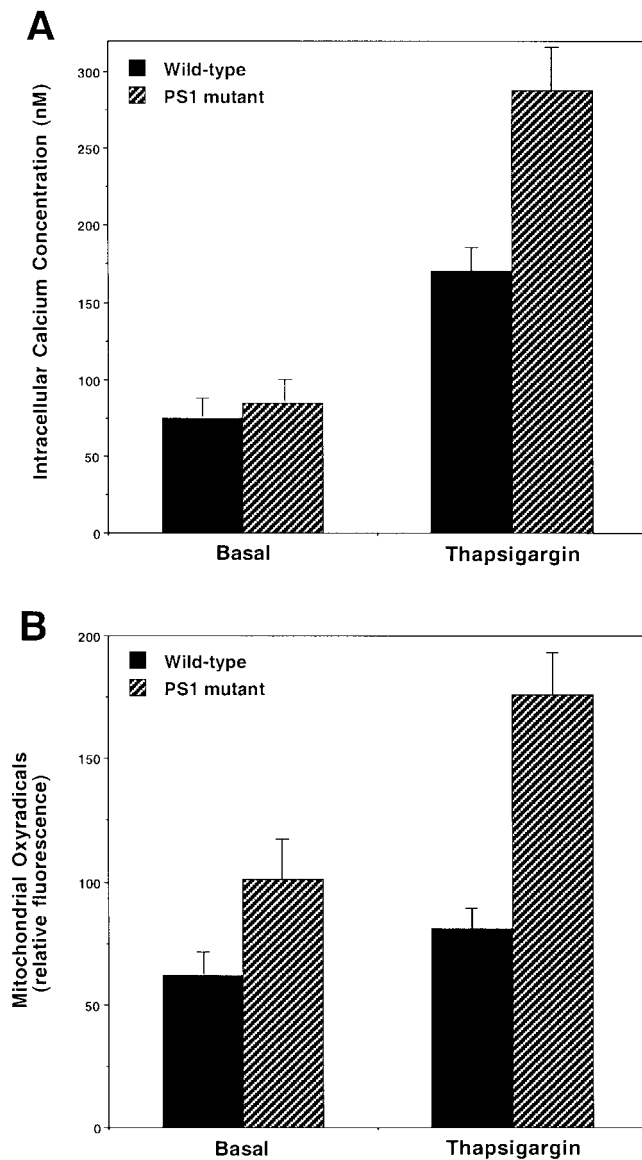 A
Wild-type
PS1 mutant
Intracellular Calcium Concentration (nM)
300
250
200
150
100
50
0
Basal
Thapsigargin
B
Wild-type
PS1 mutant
Mitochondrial Oxyradicals
(relative fluorescence)
200
150
100
50
0
Basal
Thapsigargin